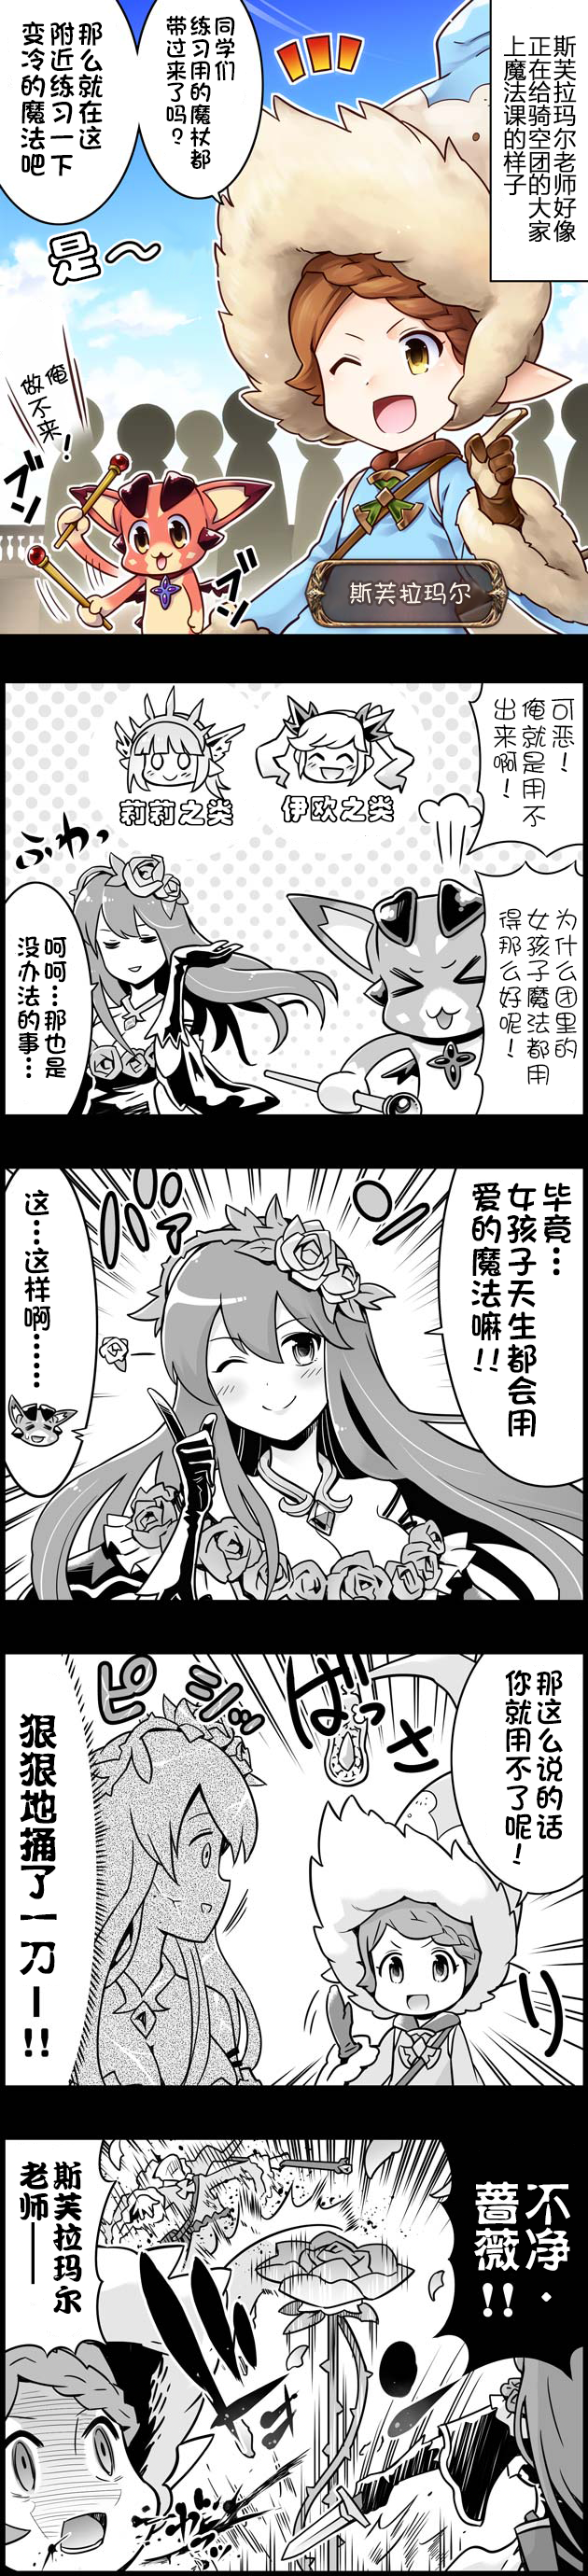 斯芙拉玛尔老师好像
正在给骑空团的大家
上魔法课的样子
同学们
练习用的魔杖都
带过来了吗？
那么就在这
附近练习一下
变冷的魔法吧
是～
俺
做不来！
ブン
ブン
斯芙拉玛尔
可恶！
俺就是用不
出来啊！
伊欧之炎
莉莉之炎
为什么团里的
女孩子魔法都用
得那么好呢！
ふわっ
呵呵…那也是
没办法的事…
毕竟…
女孩子天生都会用
爱的魔法嘛！！
这…这样啊……
那这么说的话
你就用不了呢！
ばっさり
ピシッ
狠狠地捅了一刀ー！！
不净·
蔷薇！！
斯芙拉玛尔
老师——